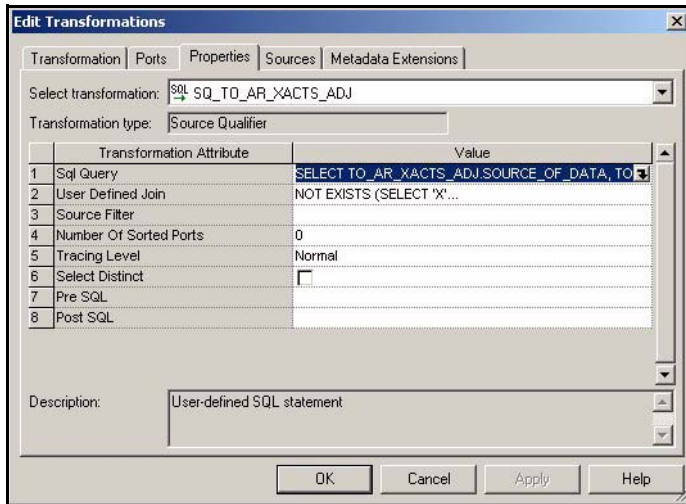 Edit Transformations
Transformation Ports Properties Sources Metadata Extensions
Select transformation: SQL SQ_TO_AR_XACTS_ADJ
Transformation type: Source Qualifier
Transformation Attribute Value
1 Sql Query SELECT TO_AR_XACTS_ADJ.SOURCE_OF_DATA, TO
2 User Defined Join NOT EXISTS (SELECT 'X'...
3 Source Filter
4 Number Of Sorted Ports 0
5 Tracing Level Normal
6 Select Distinct
7 Pre SQL
8 Post SQL
Description: User-defined SQL statement
OK Cancel Apply Help